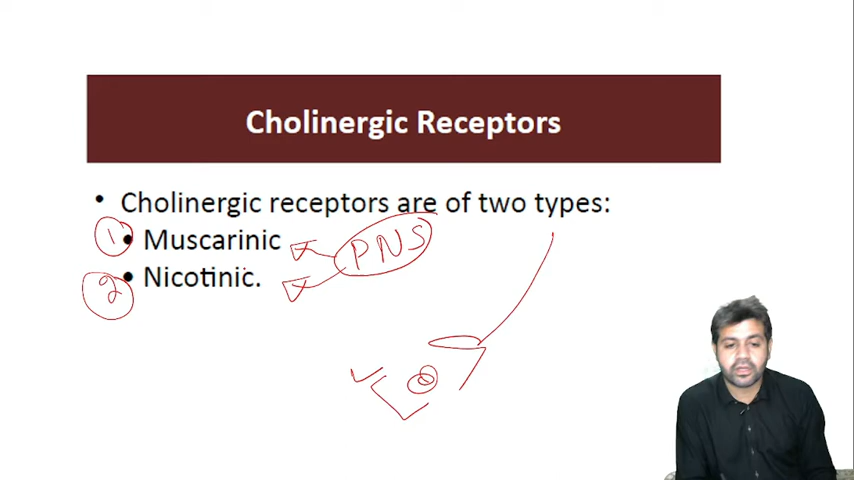 Cholinergic Receptors
• Cholinergic receptors are of two types:
1 • Muscarinic
PNS
2 • Nicotinic.